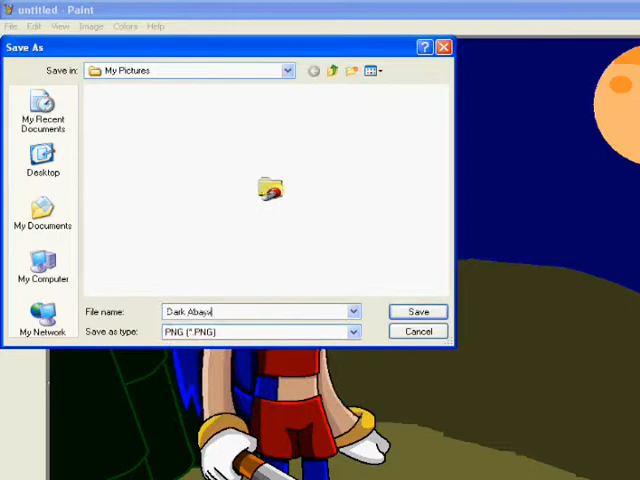 untitled - Paint
File Edit View Image Colors Help
Save As
Save in: My Pictures
My Recent
Documents
Desktop
My Documents
My Computer
My Network
File name: Dark Abayw
Save as type: PNG (*.PNG)
Save
Cancel